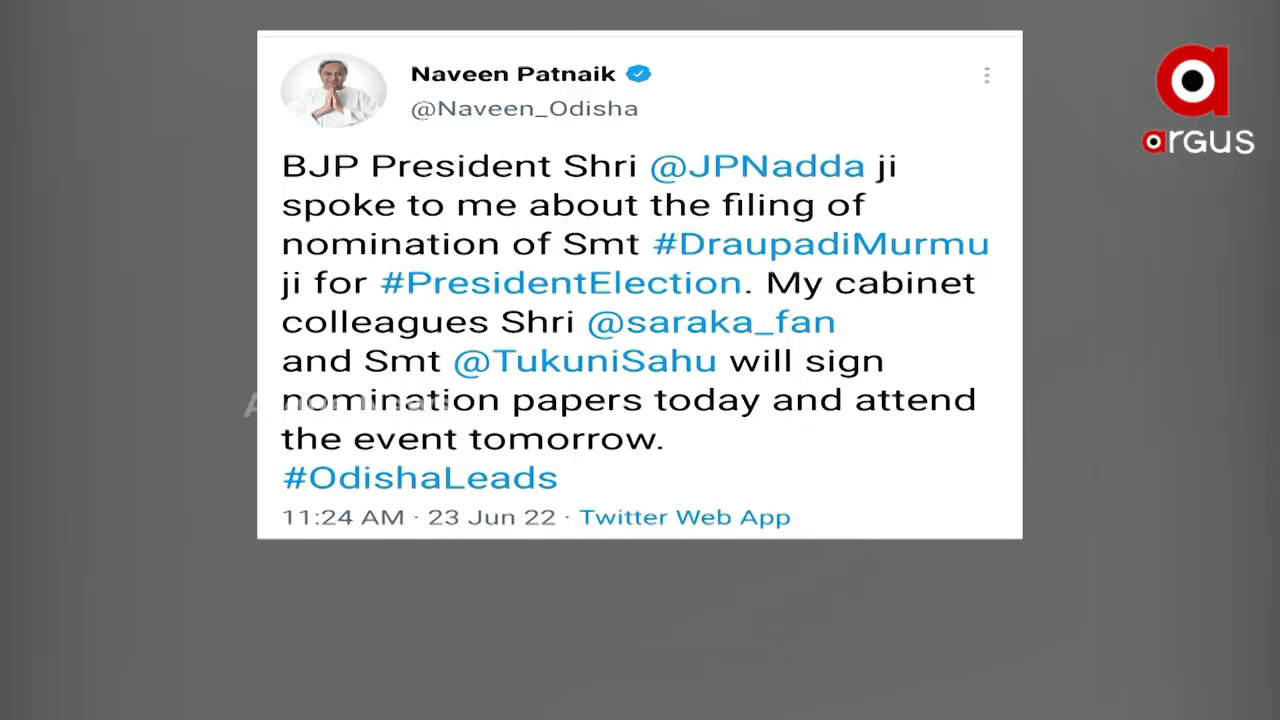 Naveen Patnaik
@Naveen_Odisha
BJP President Shri @JPNadda ji
spoke to me about the filing of
nomination of Smt #DraupadiMurmu
ji for #PresidentElection. My cabinet
colleagues Shri @saraka_fan
and Smt @TukuniSahu will sign
nomination papers today and attend
the event tomorrow.
#OdishaLeads
11:24 AM · 23 Jun 22 · Twitter Web App
argus